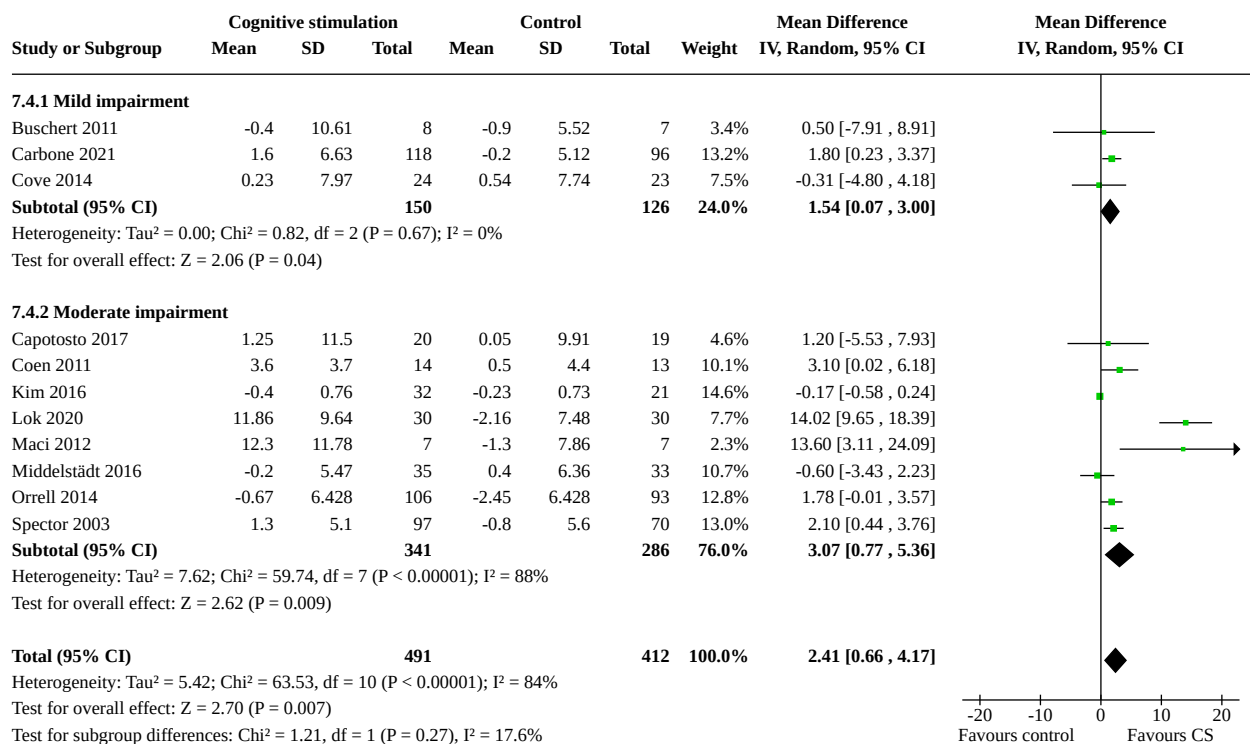 Cognitive stimulation Control Mean Difference Mean Difference
Study or Subgroup Mean SD Total Mean SD Total Weight IV, Random, 95% CI IV, Random, 95% CI
7.4.1 Mild impairment
Buschert 2011 -0.4 10.61 8 -0.9 5.52 7 3.4% 0.50 [-7.91 , 8.91]
Carbone 2021 1.6 6.63 118 -0.2 5.12 96 13.2% 1.80 [0.23 , 3.37]
Cove 2014 0.23 7.97 24 0.54 7.74 23 7.5% -0.31 [-4.80 , 4.18]
Subtotal (95% CI) 150 126 24.0% 1.54 [0.07 , 3.00]
Heterogeneity: Tau² = 0.00; Chi² = 0.82, df = 2 (P = 0.67); I² = 0%
Test for overall effect: Z = 2.06 (P = 0.04)
7.4.2 Moderate impairment
Capotosto 2017 1.25 11.5 20 0.05 9.91 19 4.6% 1.20 [-5.53 , 7.93]
Coen 2011 3.6 3.7 14 0.5 4.4 13 10.1% 3.10 [0.02 , 6.18]
Kim 2016 -0.4 0.76 32 -0.23 0.73 21 14.6% -0.17 [-0.58 , 0.24]
Lok 2020 11.86 9.64 30 -2.16 7.48 30 7.7% 14.02 [9.65 , 18.39]
Maci 2012 12.3 11.78 7 -1.3 7.86 7 2.3% 13.60 [3.11 , 24.09]
Middelstädt 2016 -0.2 5.47 35 0.4 6.36 33 10.7% -0.60 [-3.43 , 2.23]
Orrell 2014 -0.67 6.428 106 -2.45 6.428 93 12.8% 1.78 [-0.01 , 3.57]
Spector 2003 1.3 5.1 97 -0.8 5.6 70 13.0% 2.10 [0.44 , 3.76]
Subtotal (95% CI) 341 286 76.0% 3.07 [0.77 , 5.36]
Heterogeneity: Tau² = 7.62; Chi² = 59.74, df = 7 (P < 0.00001); I² = 88%
Test for overall effect: Z = 2.62 (P = 0.009)
Total (95% CI) 491 412 100.0% 2.41 [0.66 , 4.17]
Heterogeneity: Tau² = 5.42; Chi² = 63.53, df = 10 (P < 0.00001); I² = 84%
Test for overall effect: Z = 2.70 (P = 0.007)
-20 -10 0 10 20
Test for subgroup differences: Chi² = 1.21, df = 1 (P = 0.27), I² = 17.6%
Favours control Favours CS